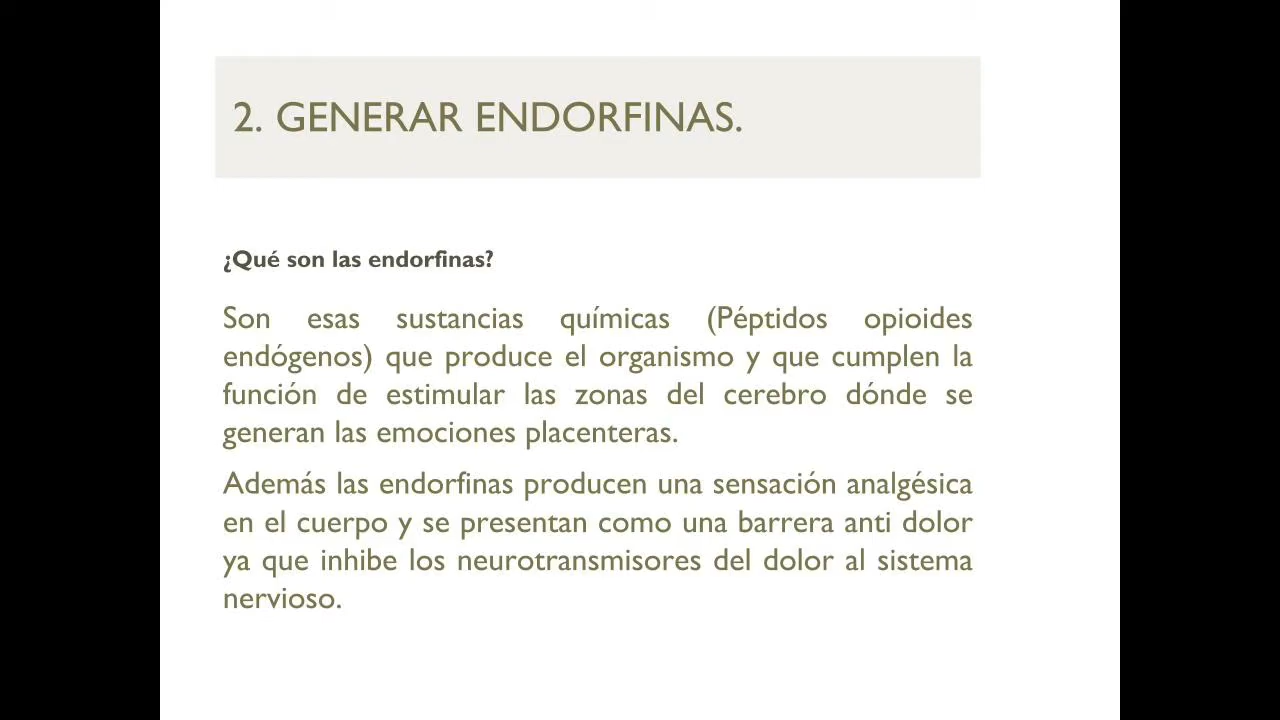 2. GENERAR ENDORFINAS.
¿Qué son las endorfinas?
Son esas sustancias químicas (Péptidos opioides
endógenos) que produce el organismo y que cumplen la
función de estimular las zonas del cerebro dónde se
generan las emociones placenteras.
Además las endorfinas producen una sensación analgésica
en el cuerpo y se presentan como una barrera anti dolor
ya que inhibe los neurotransmisores del dolor al sistema
nervioso.